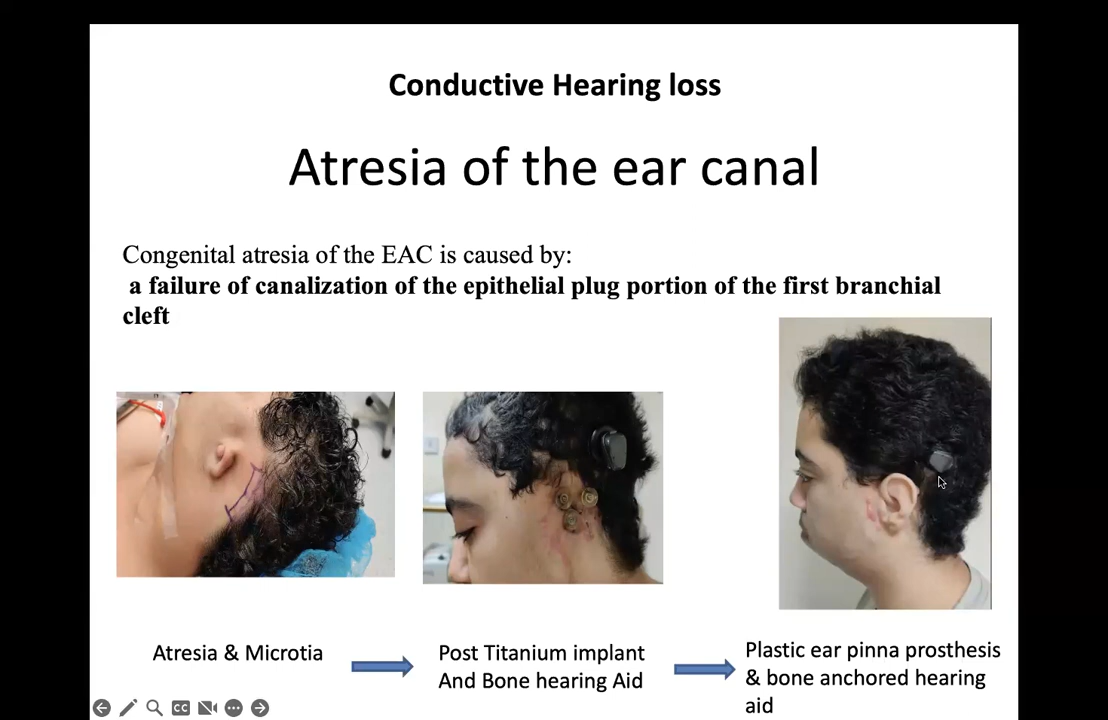 Conductive Hearing loss
Atresia of the ear canal
Congenital atresia of the EAC is caused by:
a failure of canalization of the epithelial plug portion of the first branchial
cleft
Atresia & Microtia
Post Titanium implant
And Bone hearing Aid
Plastic ear pinna prosthesis
& bone anchored hearing
aid
CC